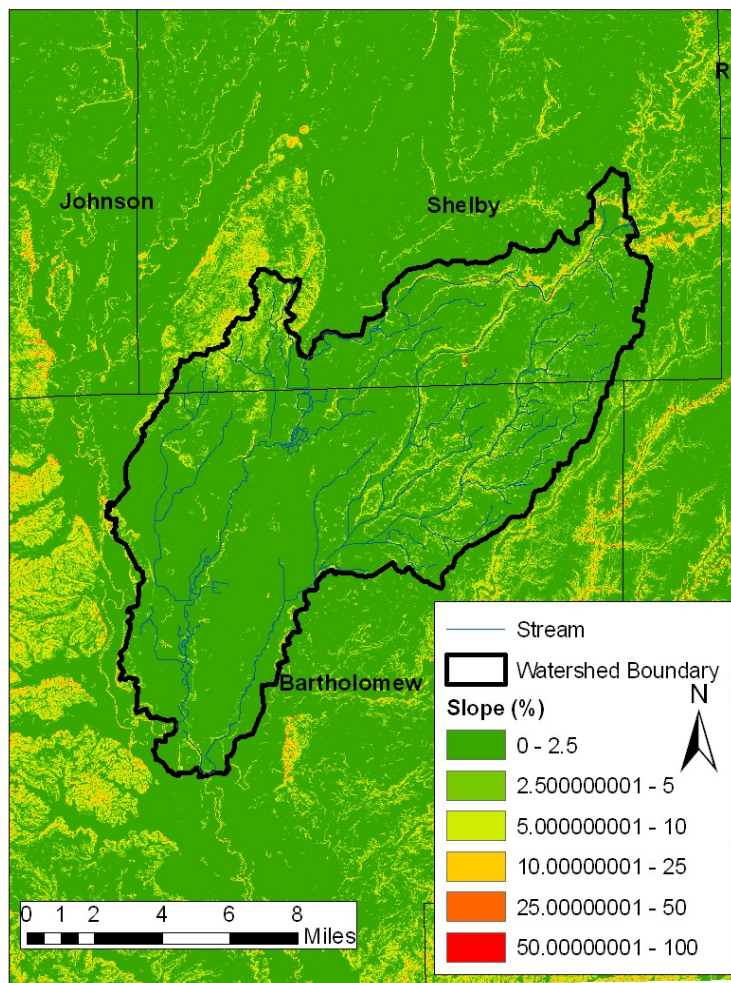 R
Johnson
Shelby
Bartholomew
Stream
Watershed Boundary
N
Slope (%)
0 - 2.5
2.500000001 - 5
5.000000001 - 10
10.00000001 - 25
25.00000001 - 50
50.00000001 - 100
0 1 2 4 6 8
Miles